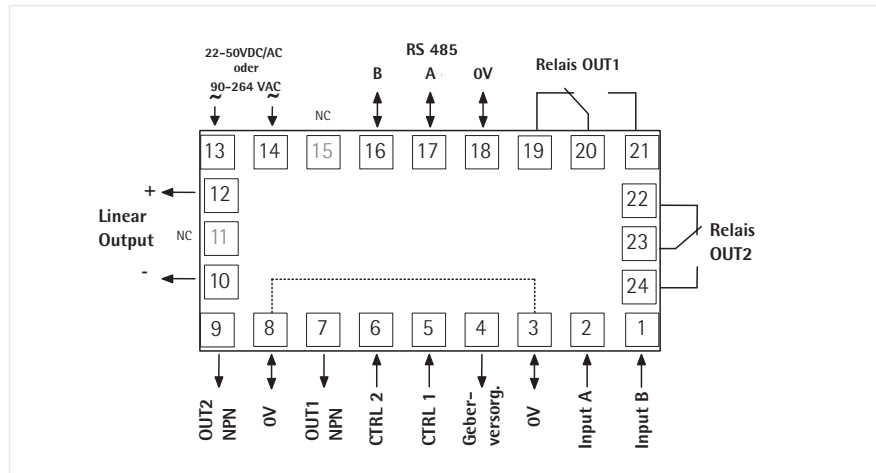 22-50VDC/AC
oder
90-264 VAC
~ ~
RS 485
B A 0V
Relais OUT1
NC
13 14 15 16 17 18 19 20 21
+
12
22
Linear
Output
NC
11
23
Relais
OUT2
-
10
24
9 8 7 6 5 4 3 2 1
OUT2
NPN
0V
OUT1
NPN
CTRL 2
CTRL 1
Geber-
versorg.
0V
Input A
Input B